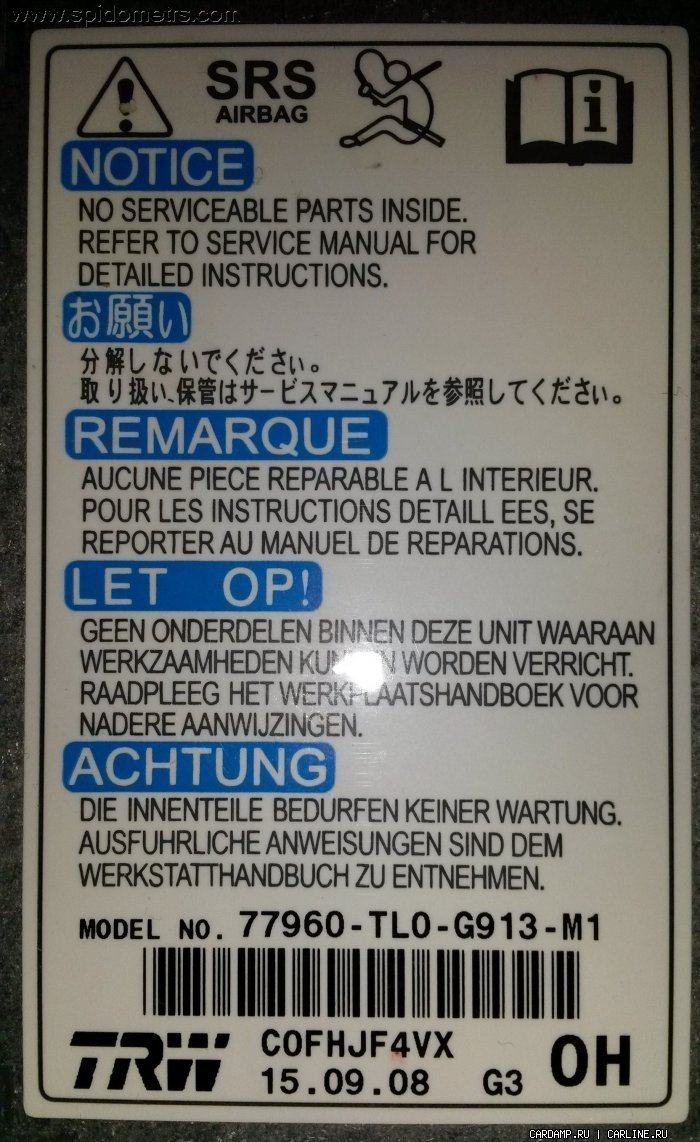 www.spidometrs.com
SRS
AIRBAG
NOTICE
NO SERVICEABLE PARTS INSIDE.
REFER TO SERVICE MANUAL FOR
DETAILED INSTRUCTIONS.
お願い
分解しないでください。
取り扱い、保管はサービスマニュアルを参照してください。
REMARQUE
AUCUNE PIECE REPARABLE A L INTERIEUR.
POUR LES INSTRUCTIONS DETAILL EES, SE
REPORTER AU MANUEL DE REPARATIONS.
LET OP!
GEEN ONDERDELEN BINNEN DEZE UNIT WAARAAN
WERKZAAMHEDEN KUNNEN WORDEN VERRICHT.
RAADPLEEG HET WERKPLAATSHANDBOEK VOOR
NADERE AANWIJZINGEN.
ACHTUNG
DIE INNENTEILE BEDURFEN KEINER WARTUNG.
AUSFUHRLICHE ANWEISUNGEN SIND DEM
WERKSTATTHANDBUCH ZU ENTNEHMEN.
MODEL NO. 77960-TL0-G913-M1
TRW C0FHJF4VX 0H
15.09.08 G3
CARDAMP.RU | CARLINE.RU